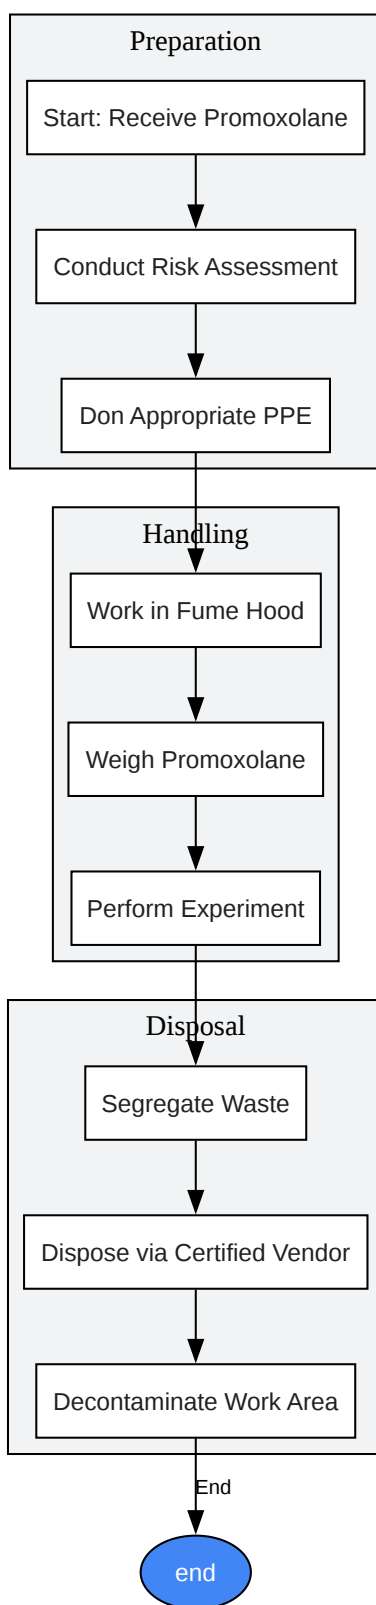 Preparation
Start: Receive Promoxolane
Conduct Risk Assessment
Don Appropriate PPE
Handling
Work in Fume Hood
Weigh Promoxolane
Perform Experiment
Disposal
Segregate Waste
Dispose via Certified Vendor
Decontaminate Work Area
End
end